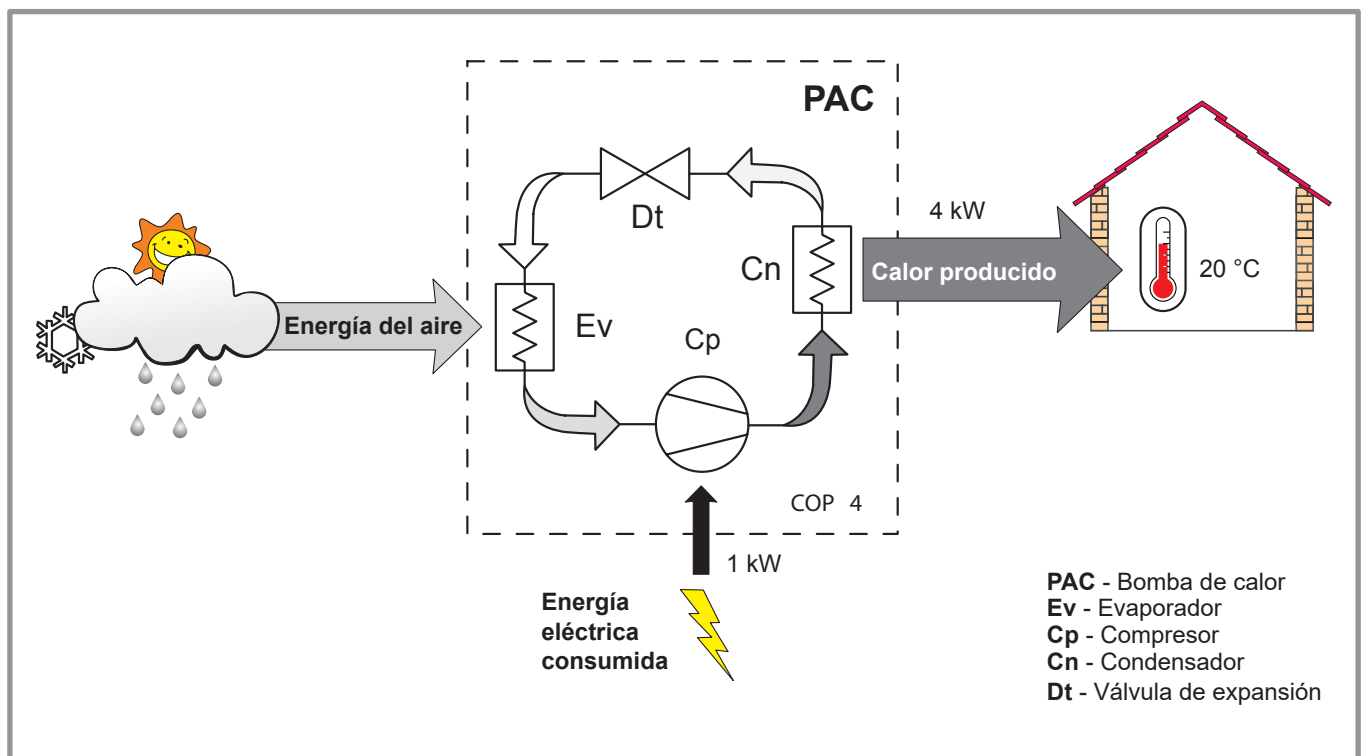 PAC
Dt
4 kW
Cn
Calor producido
20 °C
Energía del aire
Ev
Cp
COP 4
1 kW
Energía
eléctrica
consumida
PAC - Bomba de calor
Ev - Evaporador
Cp - Compresor
Cn - Condensador
Dt - Válvula de expansión